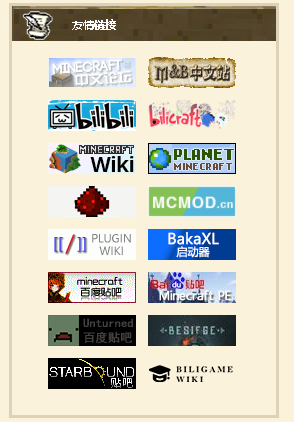 友情链接
MINECRAFT
中文论坛
M&B中文站
bilibili
bilicraft
MINECRAFT
Wiki
PLANET
MINECRAFT
MCMOD.cn
[[/]] PLUGIN
WIKI
BakaXL
启动器
minecraft
百度贴吧
Bai du 贴吧
Minecraft PE
Unturned
百度贴吧
BESIEGE
STARBOUND
贴吧
BILIGAME
WIKI